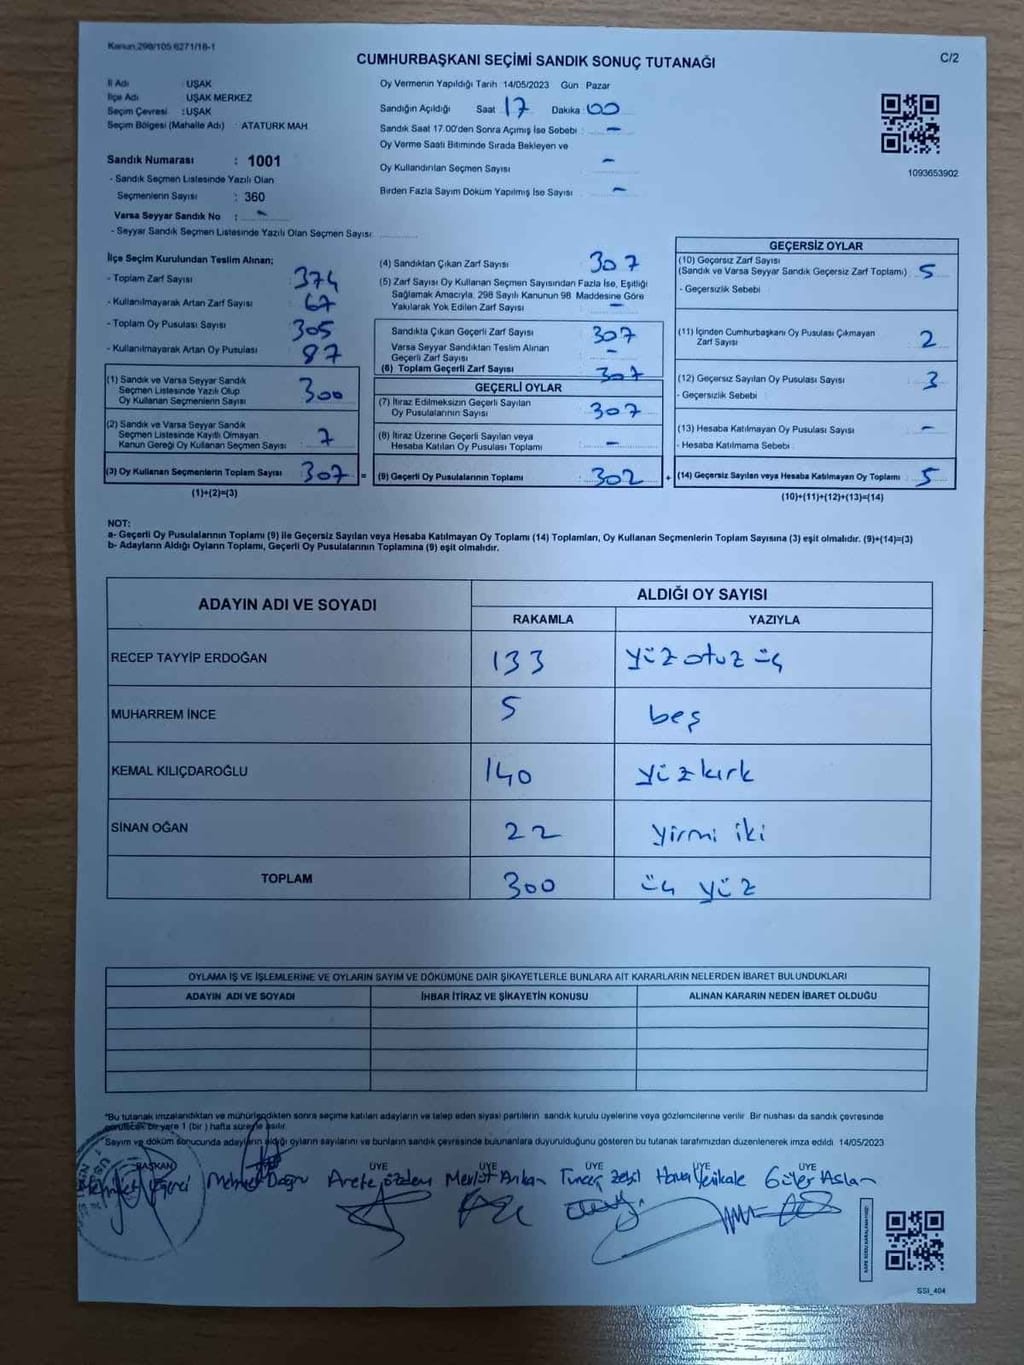 Kanun.298/105.6271/18-1
CUMHURBAŞKANI SEÇİMİ SANDIK SONUÇ TUTANAĞI
C/2
İl Adı : UŞAK
İlçe Adı : UŞAK MERKEZ
Seçim Çevresi : UŞAK
Seçim Bölgesi (Mahalle Adı) : ATATÜRK MAH
Sandık Numarası : 1001
- Sandık Seçmen Listesinde Yazılı Olan
Seçmenlerin Sayısı : 360
Varsa Seyyar Sandık No : -
- Seyyar Sandık Seçmen Listesinde Yazılı Olan Seçmen Sayısı:
Oy Vermenin Yapıldığı Tarih 14/05/2023 Gün Pazar
Sandığın Açıldığı Saat 17 Dakika 00
Sandık Saat 17.00'den Sonra Açımış İse Sebebi : -
Oy Verme Saati Bitiminde Sırada Bekleyen ve
Oy Kullandırılan Seçmen Sayısı -
Birden Fazla Sayım Döküm Yapılmış İse Sayısı -
1093653902
İlçe Seçim Kurulundan Teslim Alınan;
- Toplam Zarf Sayısı : 374
- Kullanılmayarak Artan Zarf Sayısı : 67
- Toplam Oy Pusulası Sayısı : 305
- Kullanılmayarak Artan Oy Pusulası : 87
(1) Sandık ve Varsa Seyyar Sandık
Seçmen Listesinde Yazılı Olup
Oy Kullanan Seçmenlerin Sayısı 300
(2) Sandık ve Varsa Seyyar Sandık
Seçmen Listesinde Kayıtlı Olmayan
Kanun Gereği Oy Kullanan Seçmen Sayısı 7
(3) Oy Kullanan Seçmenlerin Toplam Sayısı 307 =
(1)+(2)=(3)
(4) Sandıktan Çıkan Zarf Sayısı 307
(5) Zarf Sayısı Oy Kullanan Seçmen Sayısından Fazla İse, Eşitliği
Sağlamak Amacıyla, 298 Sayılı Kanunun 98 Maddesine Göre
Yakılarak Yok Edilen Zarf Sayısı -
Sandıkta Çıkan Geçerli Zarf Sayısı 307
Varsa Seyyar Sandıktan Teslim Alınan
Geçerli Zarf Sayısı -
(6) Toplam Geçerli Zarf Sayısı 307
GEÇERLİ OYLAR
(7) İtiraz Edilmeksizin Geçerli Sayılan
Oy Pusulalarının Sayısı 307
(8) İtiraz Üzerine Geçerli Sayılan veya
Hesaba Katılan Oy Pusulası Toplamı -
(9) Geçerli Oy Pusulalarının Toplamı : 302 +
GEÇERSİZ OYLAR
(10) Geçersiz Zarf Sayısı
(Sandık ve Varsa Seyyar Sandık Geçersiz Zarf Toplamı) 5
- Geçersizlik Sebebi :
(11) İçinden Cumhurbaşkanı Oy Pusulası Çıkmayan
Zarf Sayısı 2
(12) Geçersiz Sayılan Oy Pusulası Sayısı 3
- Geçersizlik Sebebi :
(13) Hesaba Katılmayan Oy Pusulası Sayısı -
- Hesaba Katılmama Sebebi :
(14) Geçersiz Sayılan veya Hesaba Katılmayan Oy Toplamı 5
(10)+(11)+(12)+(13)=(14)
NOT:
a- Geçerli Oy Pusulalarının Toplamı (9) ile Geçersiz Sayılan veya Hesaba Katılmayan Oy Toplamı (14) Toplamları, Oy Kullanan Seçmenlerin Toplam Sayısına (3) eşit olmalıdır. (9)+(14)=(3)
b- Adayların Aldığı Oyların Toplamı, Geçerli Oy Pusulalarının Toplamına (9) eşit olmalıdır.
ADAYIN ADI VE SOYADI
ALDIĞI OY SAYISI
RAKAMLA YAZIYLA
RECEP TAYYİP ERDOĞAN 133 yüz otuz üç
MUHARREM İNCE 5 beş
KEMAL KILIÇDAROĞLU 140 yüzkırk
SİNAN OĞAN 22 yirmi iki
TOPLAM 300 üç yüz
OYLAMA İŞ VE İŞLEMLERİNE VE OYLARIN SAYIM VE DÖKÜMÜNE DAİR ŞİKAYETLERLE BUNLARA AİT KARARLARIN NELERDEN İBARET BULUNDUKLARI
ADAYIN ADI VE SOYADI İHBAR İTİRAZ VE ŞİKAYETİN KONUSU ALINAN KARARIN NEDEN İBARET OLDUĞU
*Bu tutanak imzalandıktan ve mühürlendikten sonra seçime katılan adayların ve talep eden siyasi partilerin sandık kurulu üyelerine veya gözlemcilerine verilir. Bir nüshası da sandık çevresinde
görülecek bir yere 1 (bir) hafta süreyle asılır.
*Sayım ve döküm sonucunda adayların aldığı oyların sayılarını ve bunların sandık çevresinde bulunanlara duyurulduğunu gösteren bu tutanak tarafımızdan düzenlenerek imza edildi. 14/05/2023
BAŞKAN ÜYE ÜYE ÜYE ÜYE ÜYE
Mehmet Doğru Mevlüt Arıkan Tuncay Hava Güler Aslan
SSI_404